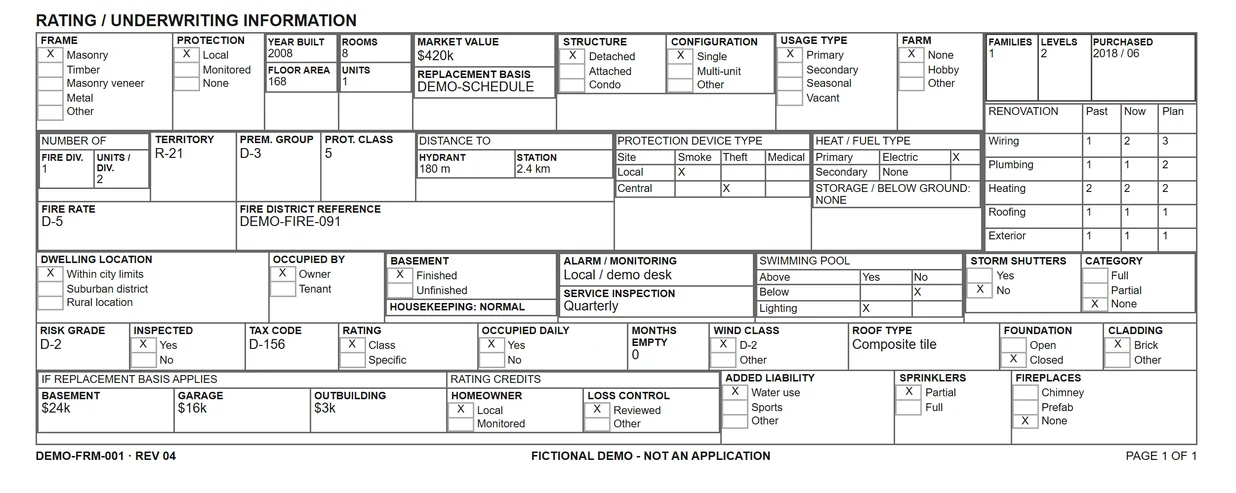 RATING / UNDERWRITING INFORMATION
FRAME
X Masonry
Timber
Masonry veneer
Metal
Other
PROTECTION
X Local
Monitored
None
YEAR BUILT
2008
FLOOR AREA
168
ROOMS
8
UNITS
1
MARKET VALUE
$420k
REPLACEMENT BASIS
DEMO-SCHEDULE
STRUCTURE
X Detached
Attached
Condo
CONFIGURATION
X Single
Multi-unit
Other
USAGE TYPE
X Primary
Secondary
Seasonal
Vacant
FARM
X None
Hobby
Other
FAMILIES
1
LEVELS
2
PURCHASED
2018 / 06
RENOVATION Past Now Plan
Wiring 1 2 3
Plumbing 1 1 2
Heating 2 2 2
Roofing 1 1 1
Exterior 1 1 1
NUMBER OF
FIRE DIV.
1
UNITS /
DIV.
2
TERRITORY
R-21
PREM. GROUP
D-3
PROT. CLASS
5
DISTANCE TO
HYDRANT
180 m
STATION
2.4 km
PROTECTION DEVICE TYPE
Site Smoke Theft Medical
Local X
Central X
HEAT / FUEL TYPE
Primary Electric X
Secondary None
STORAGE / BELOW GROUND:
NONE
FIRE RATE
D-5
FIRE DISTRICT REFERENCE
DEMO-FIRE-091
DWELLING LOCATION
X Within city limits
Suburban district
Rural location
OCCUPIED BY
X Owner
Tenant
BASEMENT
X Finished
Unfinished
HOUSEKEEPING: NORMAL
ALARM / MONITORING
Local / demo desk
SERVICE INSPECTION
Quarterly
SWIMMING POOL
Above Yes No
Below X
Lighting X
STORM SHUTTERS
Yes
X No
CATEGORY
Full
Partial
X None
RISK GRADE
D-2
INSPECTED
X Yes
No
TAX CODE
D-156
RATING
X Class
Specific
OCCUPIED DAILY
X Yes
No
MONTHS
EMPTY
0
WIND CLASS
X D-2
Other
ROOF TYPE
Composite tile
FOUNDATION
Open
X Closed
CLADDING
X Brick
Other
IF REPLACEMENT BASIS APPLIES
BASEMENT
$24k
GARAGE
$16k
OUTBUILDING
$3k
RATING CREDITS
HOMEOWNER
X Local
Monitored
LOSS CONTROL
X Reviewed
Other
ADDED LIABILITY
X Water use
Sports
Other
SPRINKLERS
X Partial
Full
FIREPLACES
Chimney
Prefab
X None
DEMO-FRM-001 · REV 04
FICTIONAL DEMO - NOT AN APPLICATION
PAGE 1 OF 1